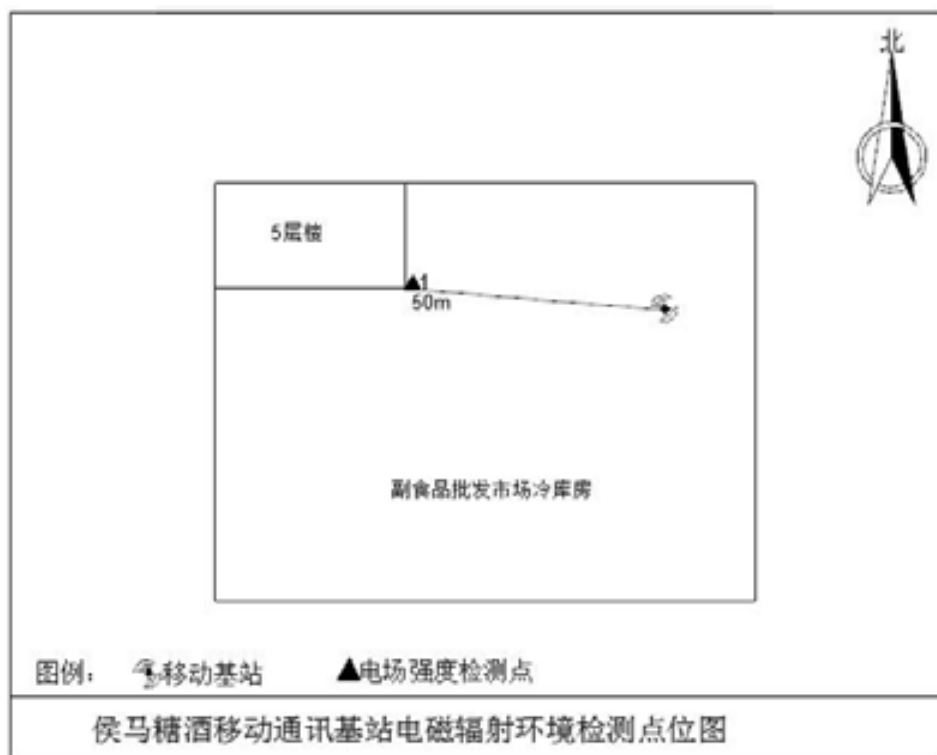 北
5层楼
1
50m
副食品批发市场冷库房
图例： 移动基站 ▲电场强度检测点
侯马糖酒移动通讯基站电磁辐射环境检测点位图